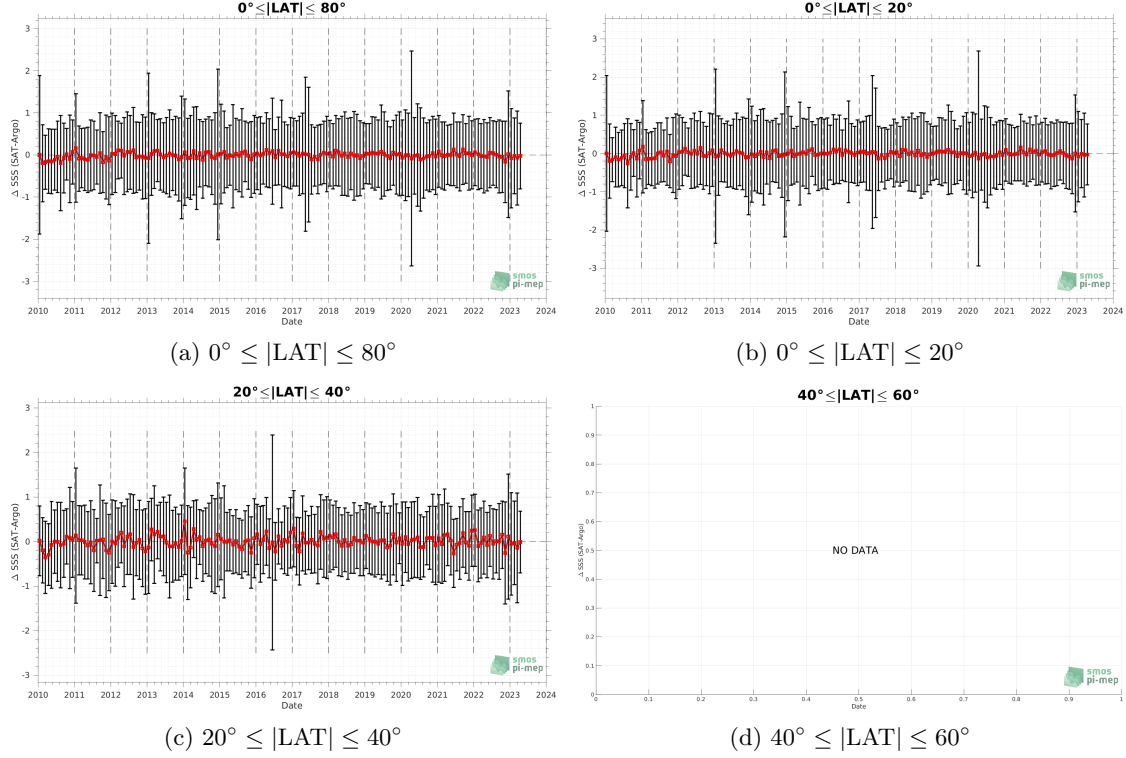 0°≤|LAT|≤ 80°
Δ SSS (SAT-Argo)
3
2
1
0
-1
-2
-3
smos
pi-mep
2010 2011 2012 2013 2014 2015 2016 2017 2018 2019 2020 2021 2022 2023 2024
Date
(a) 0° ≤ |LAT| ≤ 80°
0°≤|LAT|≤ 20°
Δ SSS (SAT-Argo)
3
2
1
0
-1
-2
-3
smos
pi-mep
2010 2011 2012 2013 2014 2015 2016 2017 2018 2019 2020 2021 2022 2023 2024
Date
(b) 0° ≤ |LAT| ≤ 20°
20°≤|LAT|≤ 40°
Δ SSS (SAT-Argo)
3
2
1
0
-1
-2
-3
smos
pi-mep
2010 2011 2012 2013 2014 2015 2016 2017 2018 2019 2020 2021 2022 2023 2024
Date
(c) 20° ≤ |LAT| ≤ 40°
40°≤|LAT|≤ 60°
Δ SSS (SAT-Argo)
1
0.9
0.8
0.7
0.6
0.5
0.4
0.3
0.2
0.1
0
NO DATA
smos
pi-mep
0 0.1 0.2 0.3 0.4 0.5 0.6 0.7 0.8 0.9 1
Date
(d) 40° ≤ |LAT| ≤ 60°